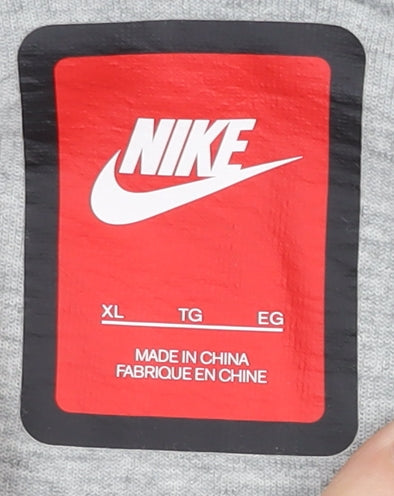 NIKE
XL TG EG
MADE IN CHINA
FABRIQUE EN CHINE